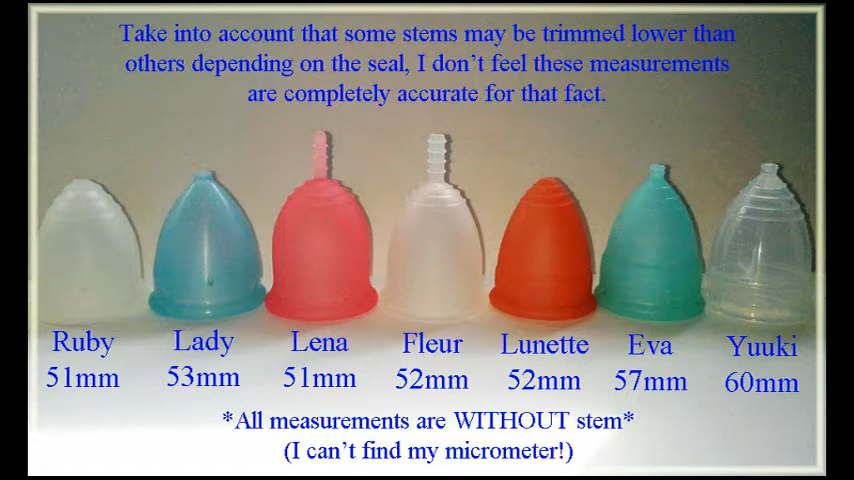 Take into account that some stems may be trimmed lower than
others depending on the seal, I don't feel these measurements
are completely accurate for that fact.
Ruby Lady Lena Fleur Lunette Eva Yuuki
51mm 53mm 51mm 52mm 52mm 57mm 60mm
*All measurements are WITHOUT stem*
(I can't find my micrometer!)